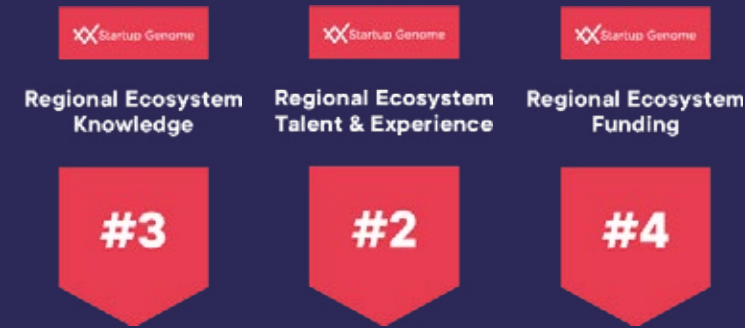 Startup Genome
Regional Ecosystem
Knowledge
#3
Startup Genome
Regional Ecosystem
Talent & Experience
#2
Startup Genome
Regional Ecosystem
Funding
#4